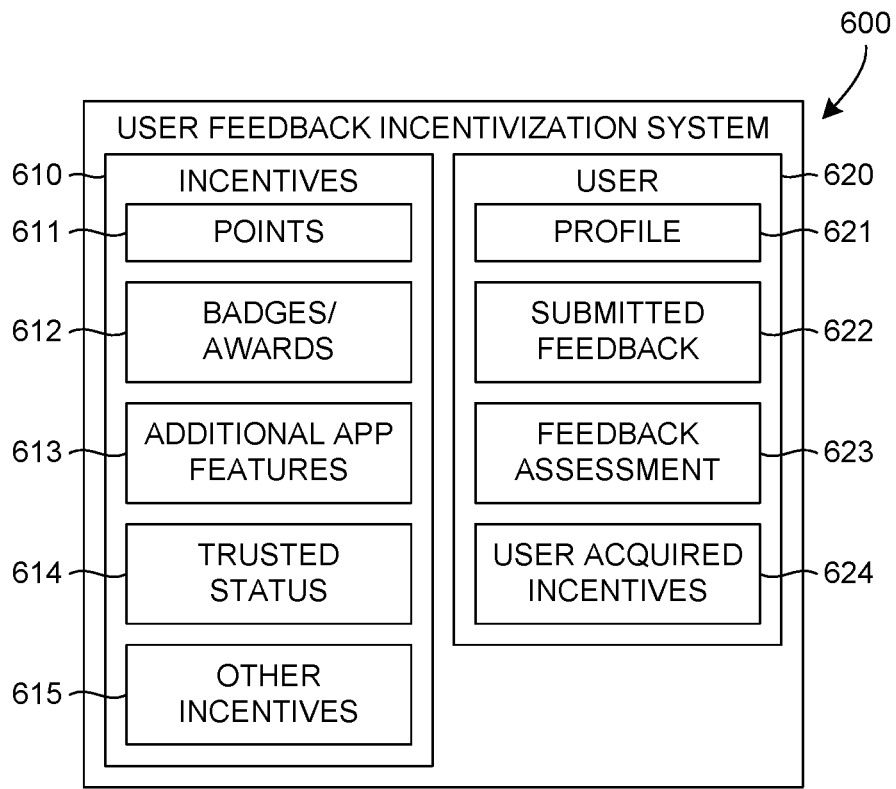 600
USER FEEDBACK INCENTIVIZATION SYSTEM
610
INCENTIVES
611
POINTS
612
BADGES/
AWARDS
613
ADDITIONAL APP
FEATURES
614
TRUSTED
STATUS
615
OTHER
INCENTIVES
USER
620
PROFILE
621
SUBMITTED
FEEDBACK
622
FEEDBACK
ASSESSMENT
623
USER ACQUIRED
INCENTIVES
624